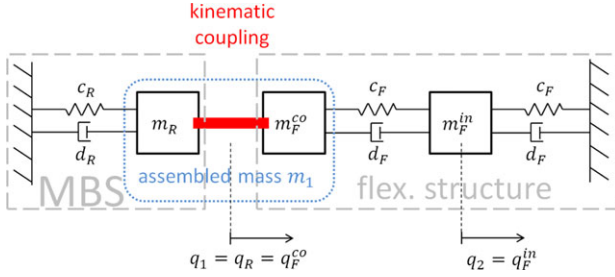 kinematic
coupling
c_R
c_F
c_F
m_R
m_F^{co}
m_F^{in}
d_R
d_F
d_F
assembled mass m_1
MBS
flex. structure
q_1 = q_R = q_F^{co}
q_2 = q_F^{in}